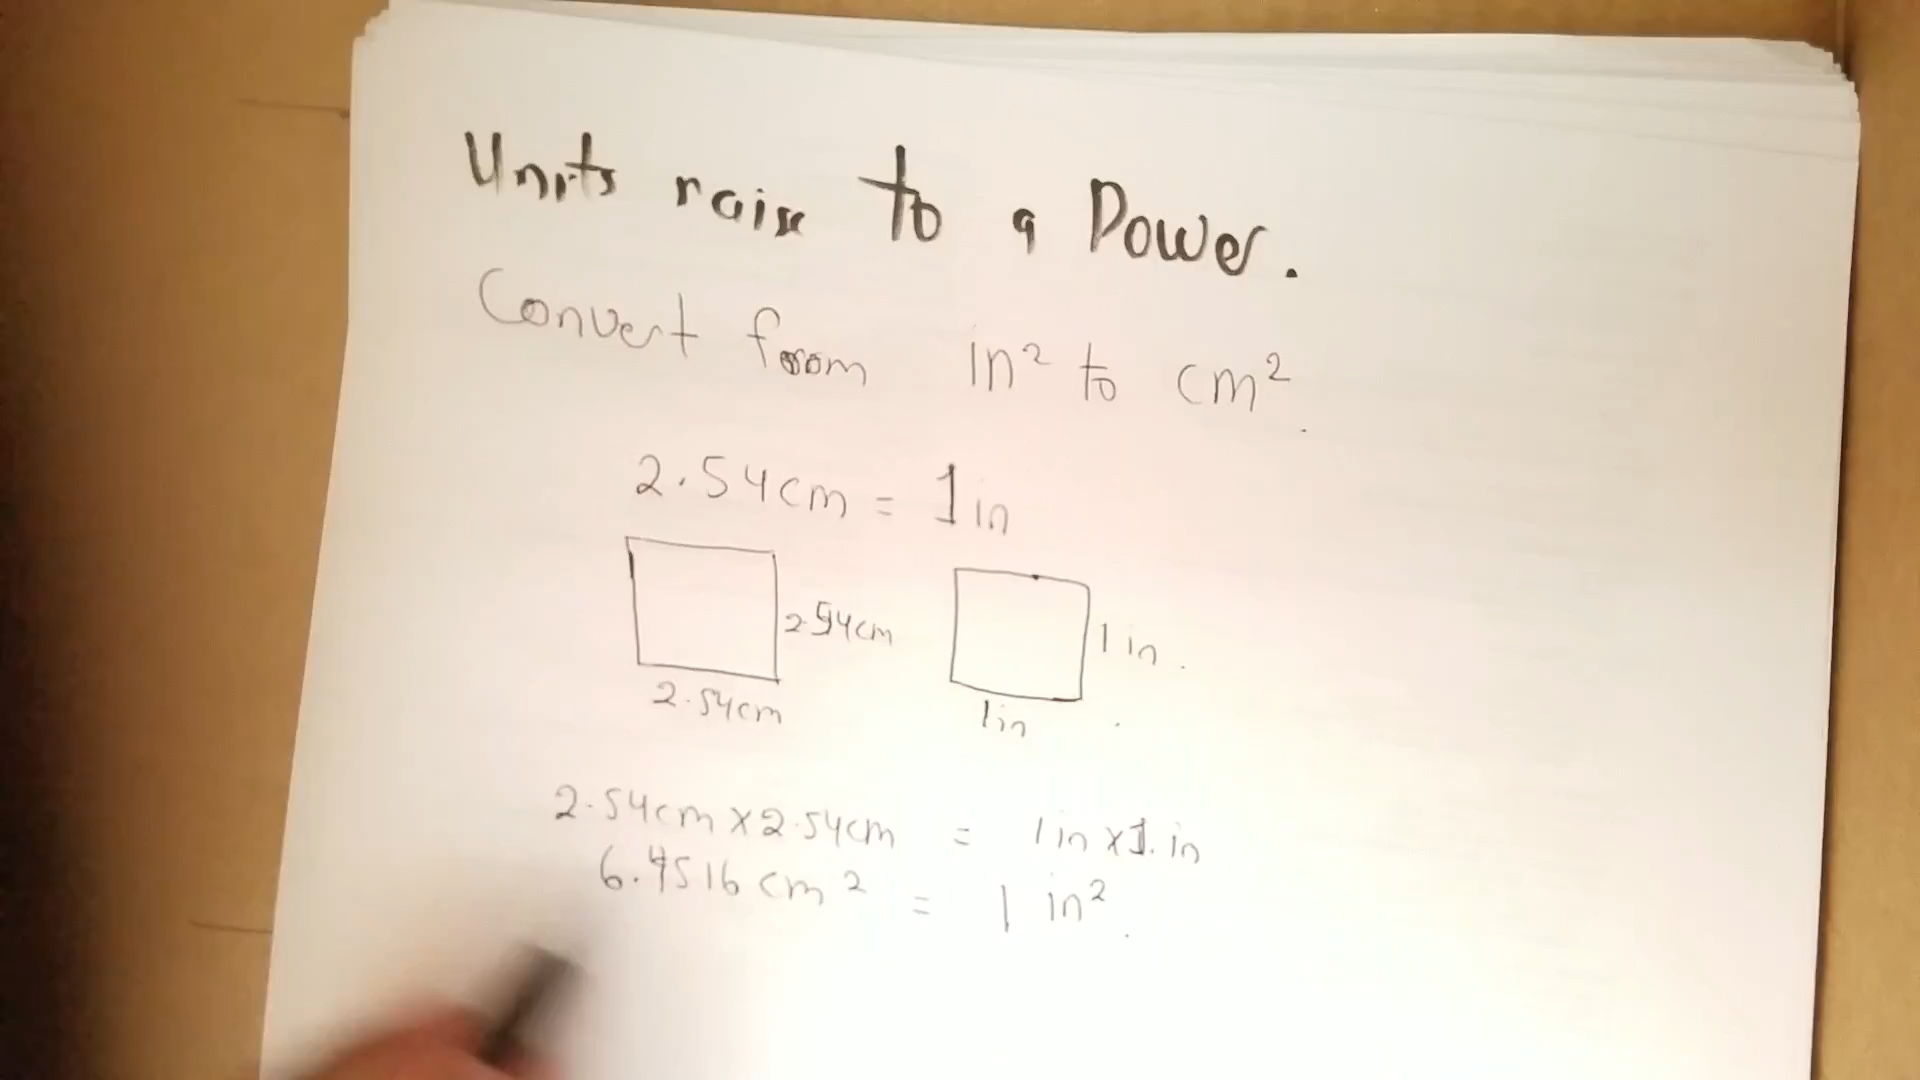 Units raise to a Power.
Convert from in² to cm².
2.54cm = 1in
2.54cm
1in.
2.54cm
1in
2.54cm x 2.54cm = 1in x 1.in
6.4516 cm² = 1 in².